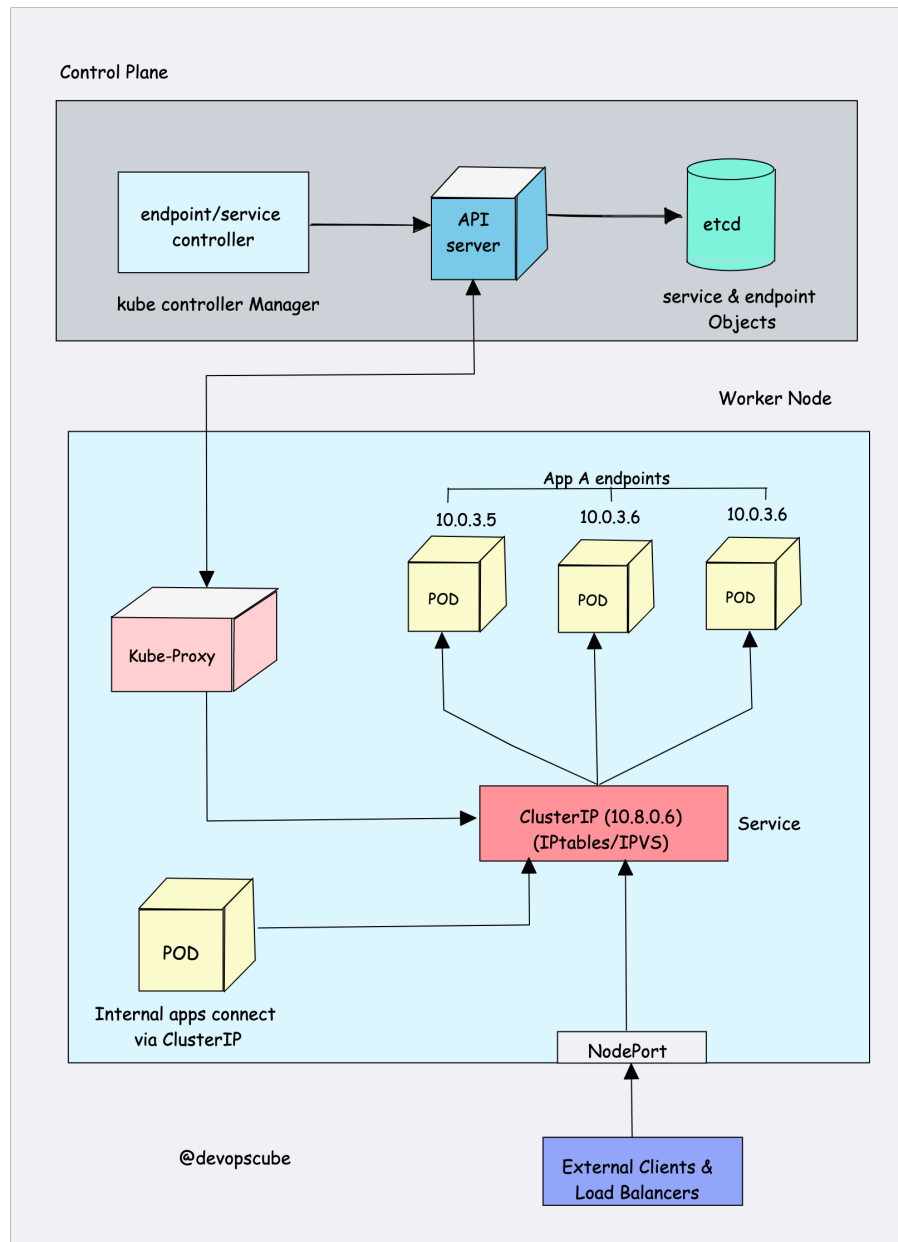 Control Plane
endpoint/service
controller
API
server
etcd
kube controller Manager
service & endpoint
Objects
Worker Node
App A endpoints
10.0.3.5
10.0.3.6
10.0.3.6
POD
POD
POD
Kube-Proxy
ClusterIP (10.8.0.6)
(IPtables/IPVS)
Service
POD
Internal apps connect
via ClusterIP
NodePort
@devopscube
External Clients &
Load Balancers